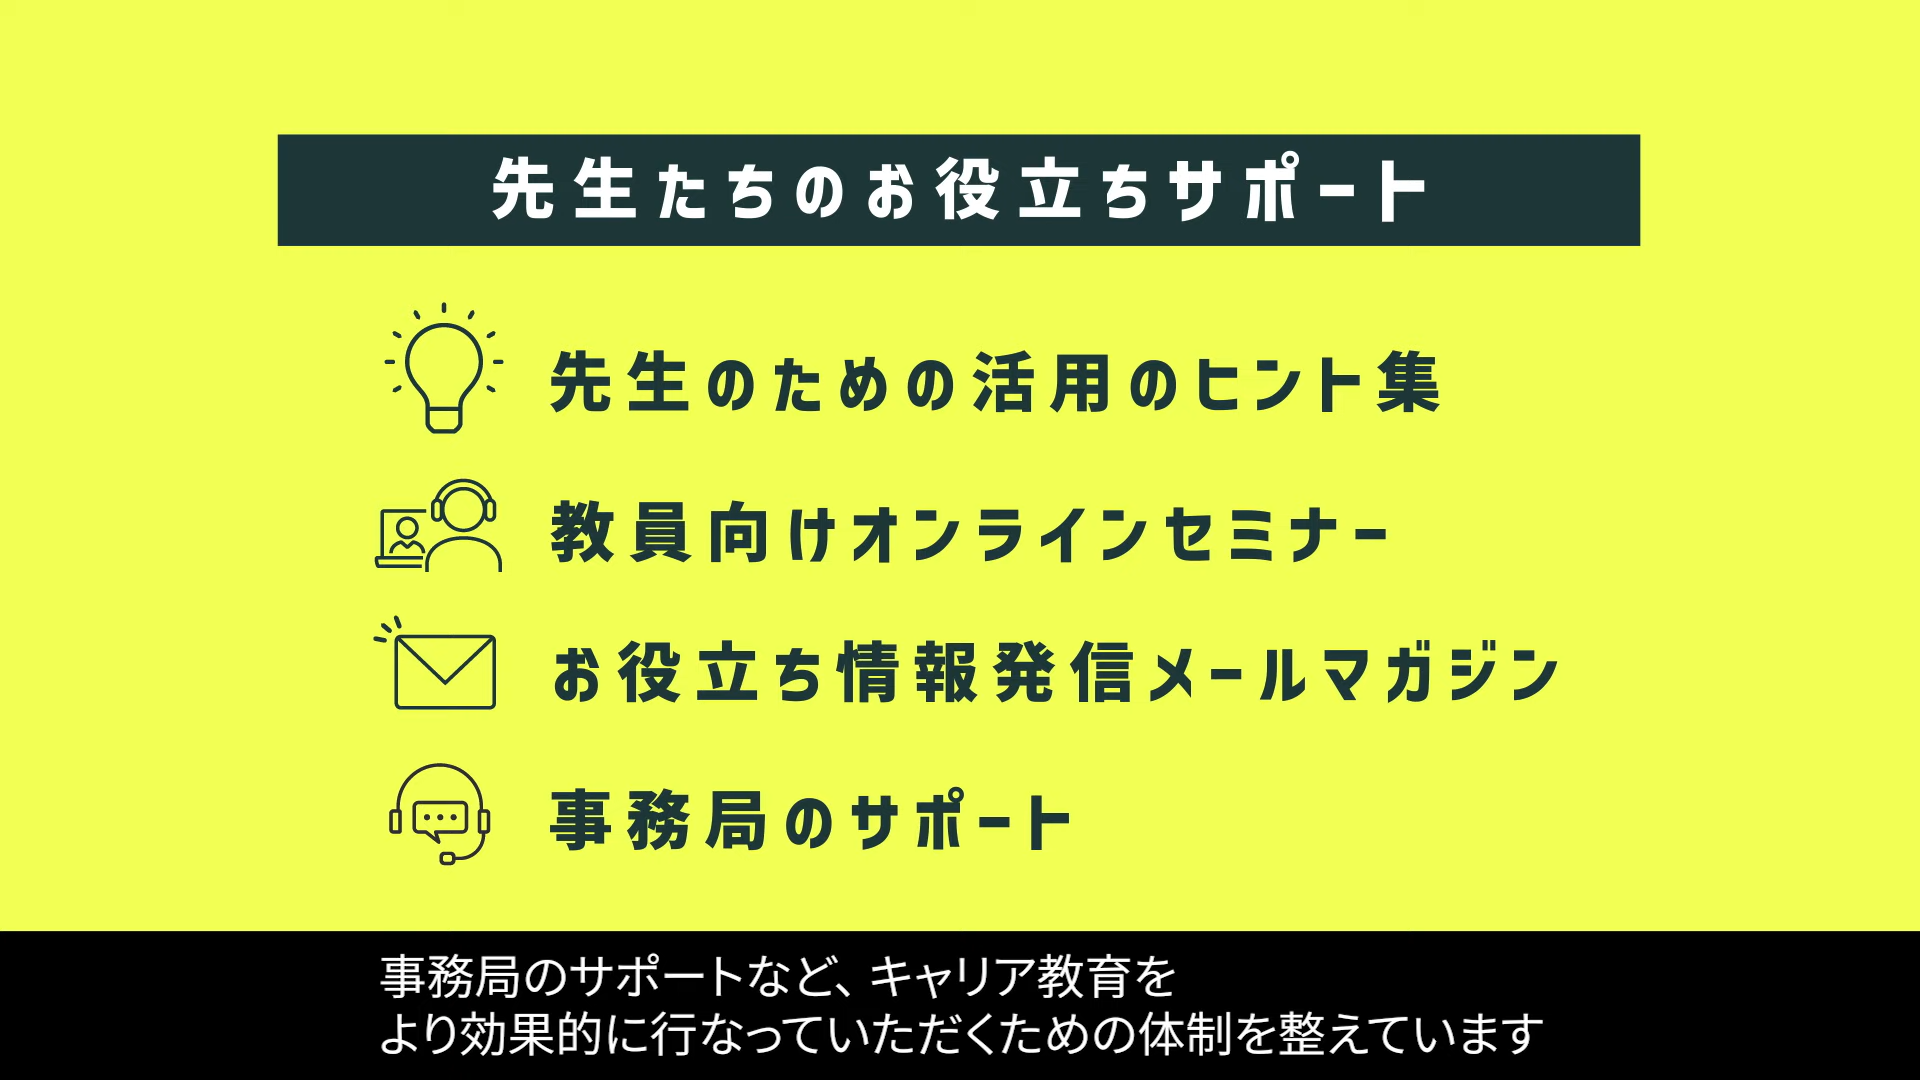 先生たちのお役立ちサポート
先生のための活用のヒント集
教員向けオンラインセミナー
お役立ち情報発信メールマガジン
事務局のサポート
事務局のサポートなど、キャリア教育を
より効果的に行なっていただくための体制を整えています